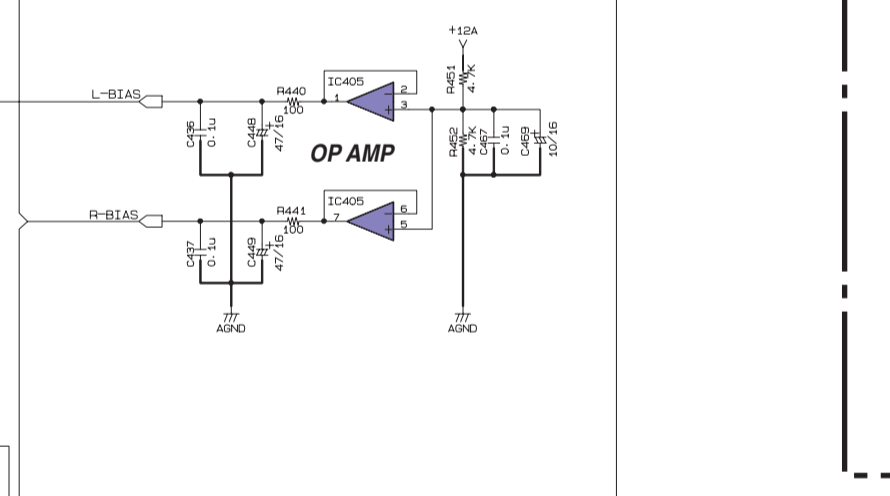 +12A
R451
4.7K
L-BIAS
R440
100
IC405
1
2
3
C436
0.1u
C448
47/16
OP AMP
R452
4.7K
C467
0.1u
C469
10/16
R-BIAS
R441
100
IC405
7
6
5
C437
0.1u
C449
47/16
AGND
AGND